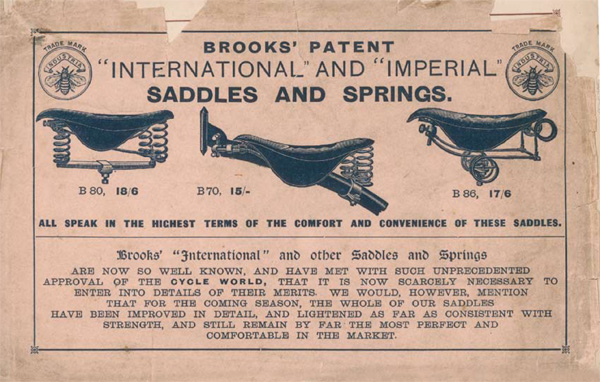 TRADE MARK
INDUSTRIA
TRADE MARK
INDUSTRIA
BROOKS' PATENT
"INTERNATIONAL" AND "IMPERIAL"
SADDLES AND SPRINGS.
B 80, 18/6
B 70, 15/-
B 86, 17/6
ALL SPEAK IN THE HIGHEST TERMS OF THE COMFORT AND CONVENIENCE OF THESE SADDLES.
Brooks' "International" and other Saddles and Springs
ARE NOW SO WELL KNOWN, AND HAVE MET WITH SUCH UNPRECEDENTED
APPROVAL OF THE CYCLE WORLD, THAT IT IS NOW SCARCELY NECESSARY TO
ENTER INTO DETAILS OF THEIR MERITS. WE WOULD, HOWEVER, MENTION
THAT FOR THE COMING SEASON, THE WHOLE OF OUR SADDLES
HAVE BEEN IMPROVED IN DETAIL, AND LIGHTENED AS FAR AS CONSISTENT WITH
STRENGTH, AND STILL REMAIN BY FAR THE MOST PERFECT AND
COMFORTABLE IN THE MARKET.